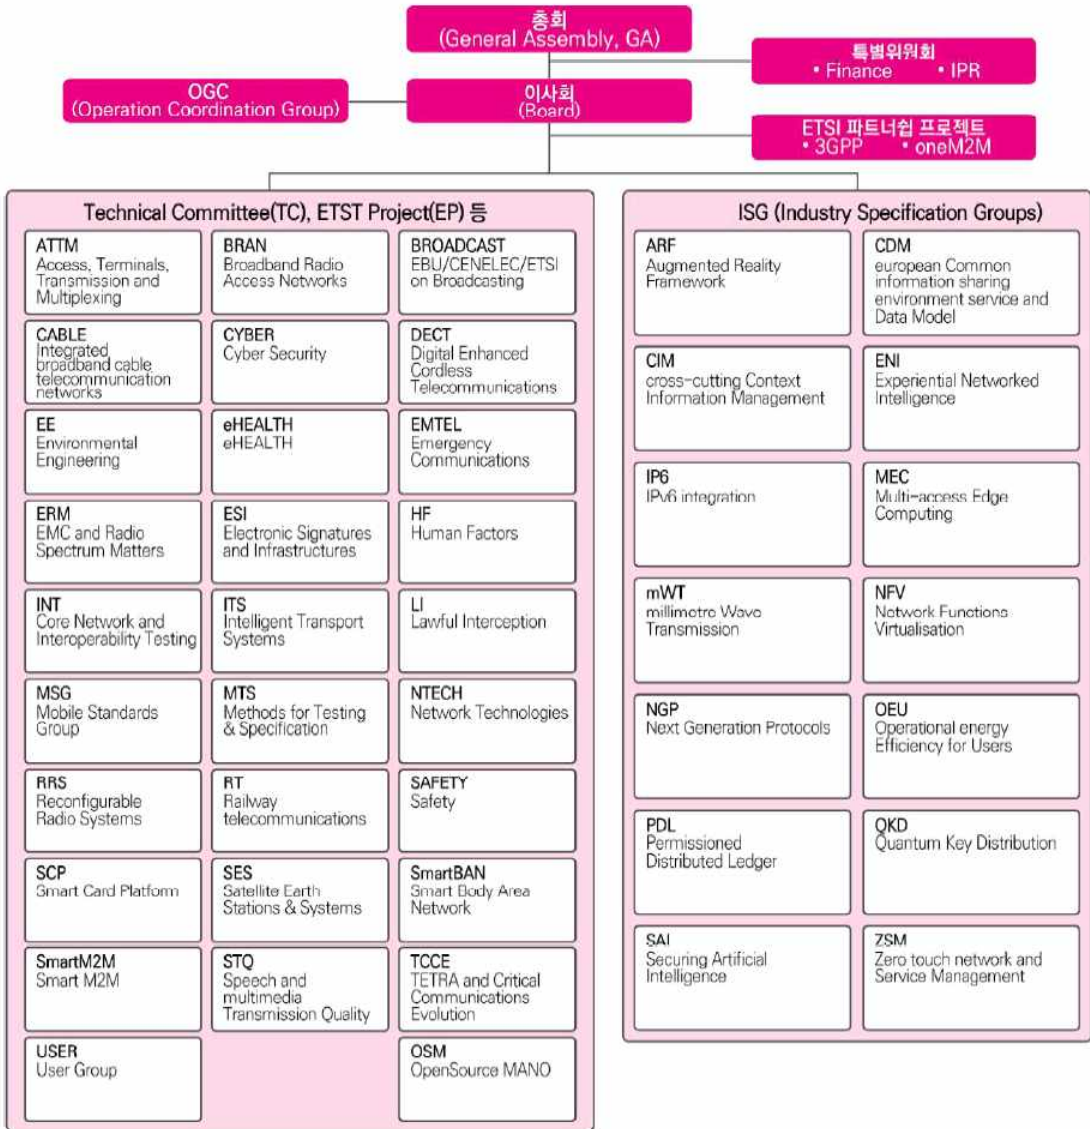 총회
(General Assembly, GA)
특별위원회
• Finance • IPR
OGC
(Operation Coordination Group)
이사회
(Board)
ETSI 파트너쉽 프로젝트
• 3GPP • oneM2M
Technical Committee(TC), ETST Project(EP) 등
ATTM
Access, Terminals,
Transmission and
Multiplexing
BRAN
Broadband Radio
Access Networks
BROADCAST
EBU/CENELEC/ETSI
on Broadcasting
CABLE
Integrated
broadband cable
telecommunication
networks
CYBER
Cyber Security
DECT
Digital Enhanced
Cordless
Telecommunications
EE
Environmental
Engineering
eHEALTH
eHEALTH
EMTEL
Emergency
Communications
ERM
EMC and Radio
Spectrum Matters
ESI
Electronic Signatures
and Infrastructures
HF
Human Factors
INT
Core Network and
Interoperability Testing
ITS
Intelligent Transport
Systems
LI
Lawful Interception
MSG
Mobile Standards
Group
MTS
Methods for Testing
& Specification
NTECH
Network Technologies
RRS
Reconfigurable
Radio Systems
RT
Railway
telecommunications
SAFETY
Safety
SCP
Smart Card Platform
SES
Satellite Earth
Stations & Systems
SmartBAN
Smart Body Area
Network
SmartM2M
Smart M2M
STQ
Speech and
multimedia
Transmission Quality
TCCE
TETRA and Critical
Communications
Evolution
USER
User Group
OSM
OpenSource MANO
ISG (Industry Specification Groups)
ARF
Augmented Reality
Framework
CDM
european Common
information sharing
environment service and
Data Model
CIM
cross-cutting Context
Information Management
ENI
Experiential Networked
Intelligence
IP6
IPv6 integration
MEC
Multi-access Edge
Computing
mWT
millimetre Wave
Transmission
NFV
Network Functions
Virtualisation
NGP
Next Generation Protocols
OEU
Operational energy
Efficiency for Users
PDL
Permissioned
Distributed Ledger
QKD
Quantum Key Distribution
SAI
Securing Artificial
Intelligence
ZSM
Zero touch network and
Service Management